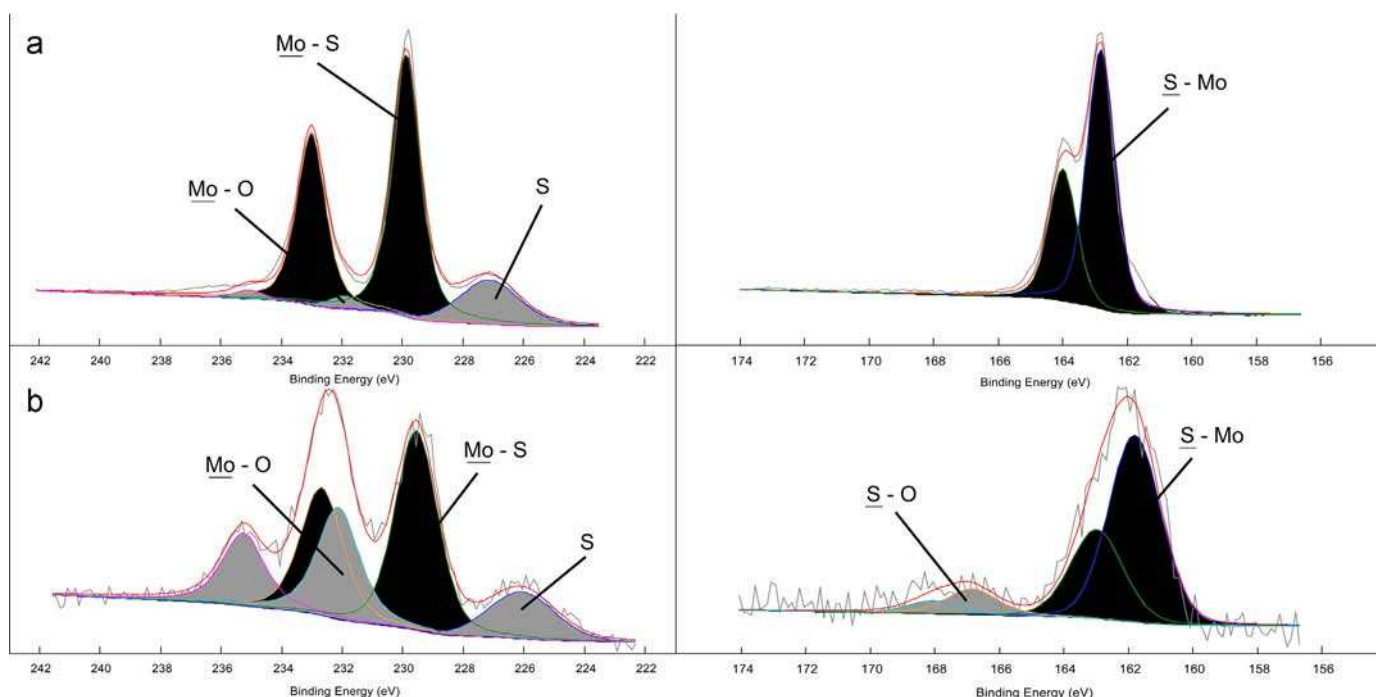 a
Mo - S
Mo - O
S
242 240 238 236 234 232 230 228 226 224 222
Binding Energy (eV)
S - Mo
174 172 170 168 166 164 162 160 158 156 154
Binding Energy (eV)
b
Mo - O
Mo - S
S
242 240 238 236 234 232 230 228 226 224 222
Binding Energy (eV)
S - Mo
S - O
174 172 170 168 166 164 162 160 158 156 154
Binding Energy (eV)